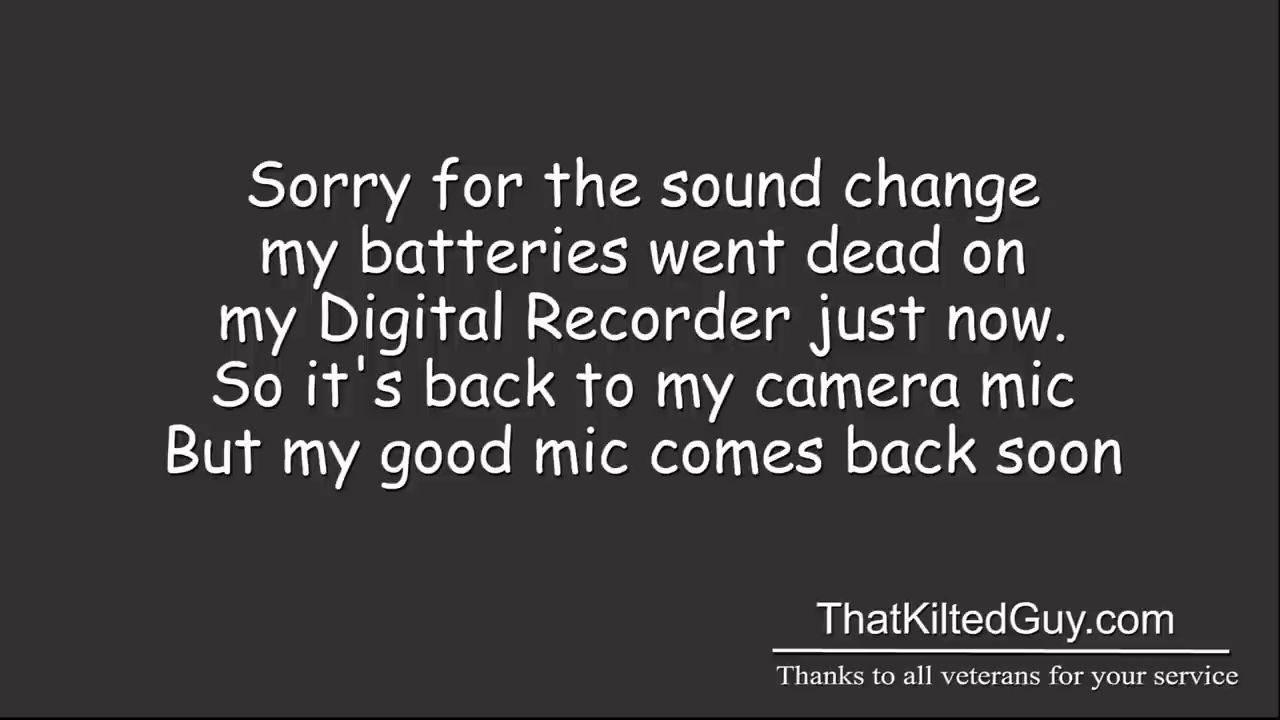 Sorry for the sound change
my batteries went dead on
my Digital Recorder just now.
So it's back to my camera mic
But my good mic comes back soon
ThatKiltedGuy.com
Thanks to all veterans for your service